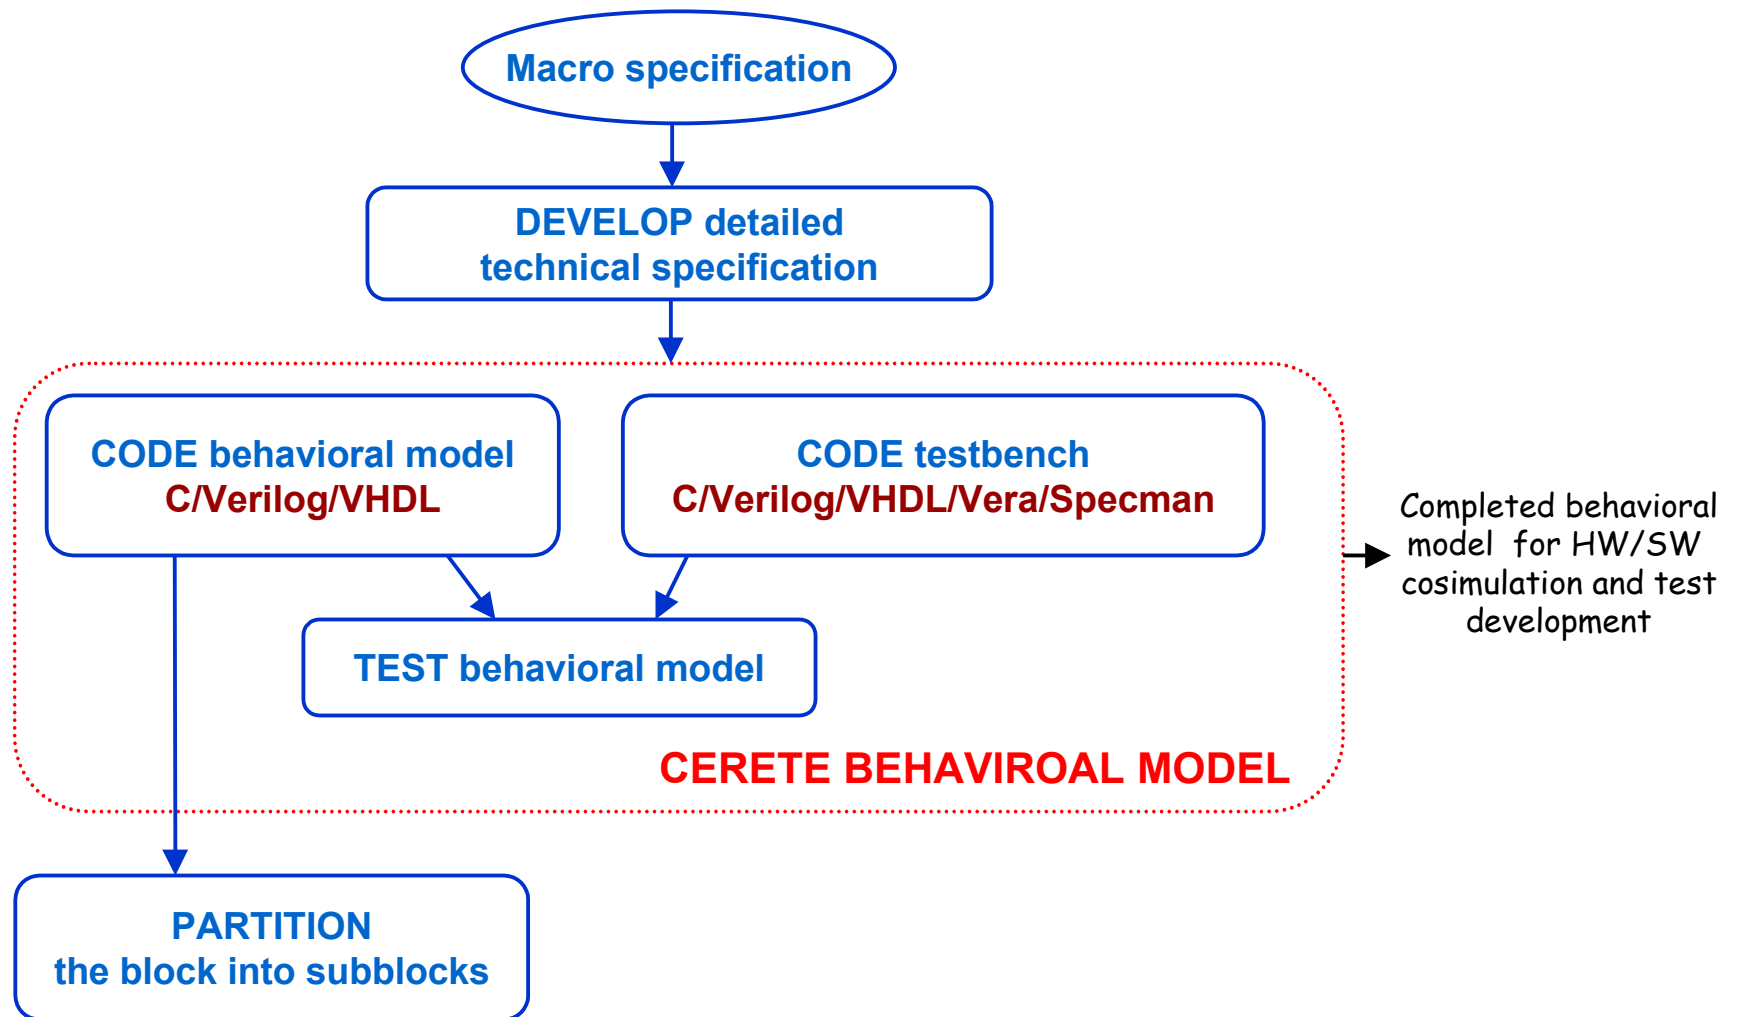 Macro specification
DEVELOP detailed
technical specification
CODE behavioral model
C/Verilog/VHDL
CODE testbench
C/Verilog/VHDL/Vera/Specman
Completed behavioral
model for HW/SW
cosimulation and test
development
TEST behavioral model
CERETE BEHAVIROAL MODEL
PARTITION
the block into subblocks